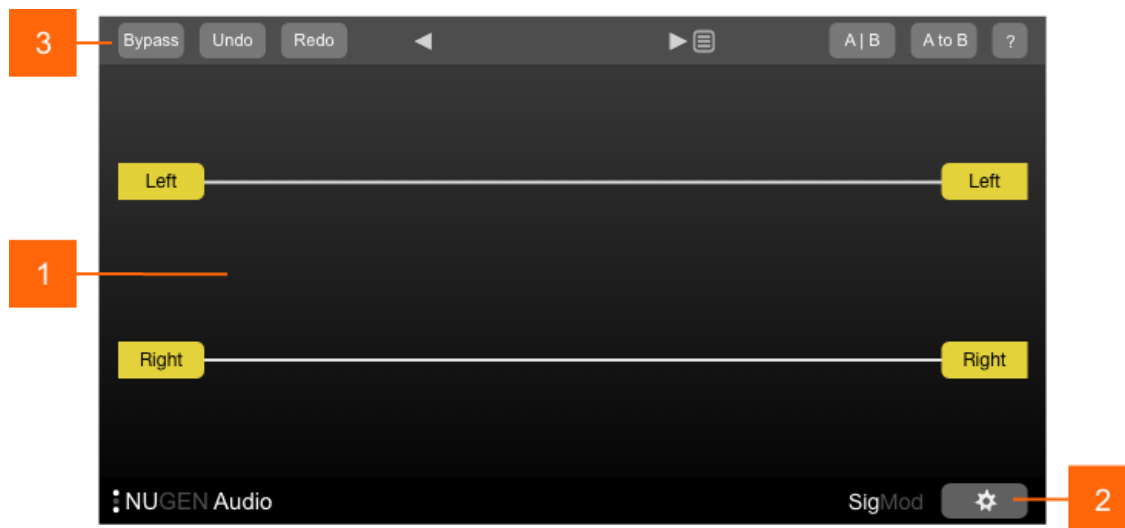 3 Bypass Undo Redo A | B A to B ?
Left Left
1
Right Right
NUGEN Audio SigMod 2